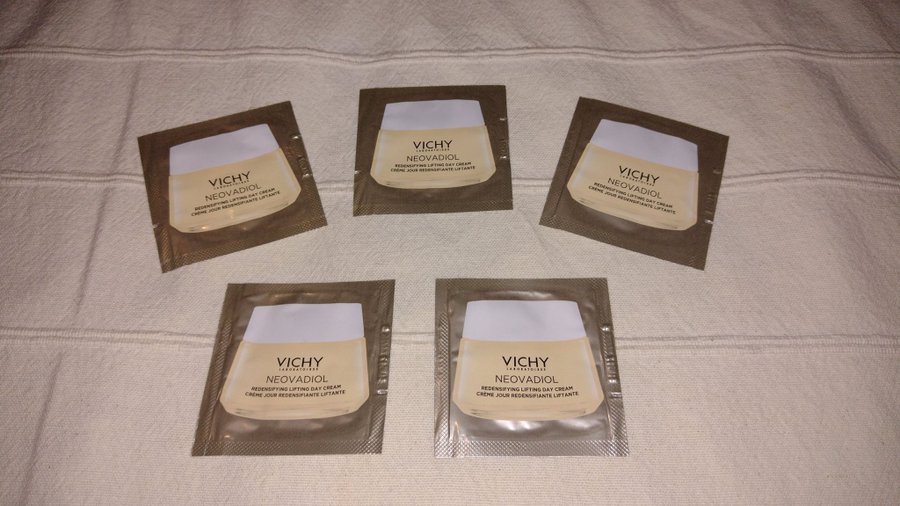 VICHY
LABORATOIRES
NEOVADIOL
REDENSIFYING LIFTING DAY CREAM
CRÈME JOUR REDENSIFIANTE LIFTANTE
VICHY
LABORATOIRES
NEOVADIOL
REDENSIFYING LIFTING DAY CREAM
CRÈME JOUR REDENSIFIANTE LIFTANTE
VICHY
LABORATOIRES
NEOVADIOL
REDENSIFYING LIFTING DAY CREAM
CRÈME JOUR REDENSIFIANTE LIFTANTE
VICHY
LABORATOIRES
NEOVADIOL
REDENSIFYING LIFTING DAY CREAM
CRÈME JOUR REDENSIFIANTE LIFTANTE
VICHY
LABORATOIRES
NEOVADIOL
REDENSIFYING LIFTING DAY CREAM
CRÈME JOUR REDENSIFIANTE LIFTANTE